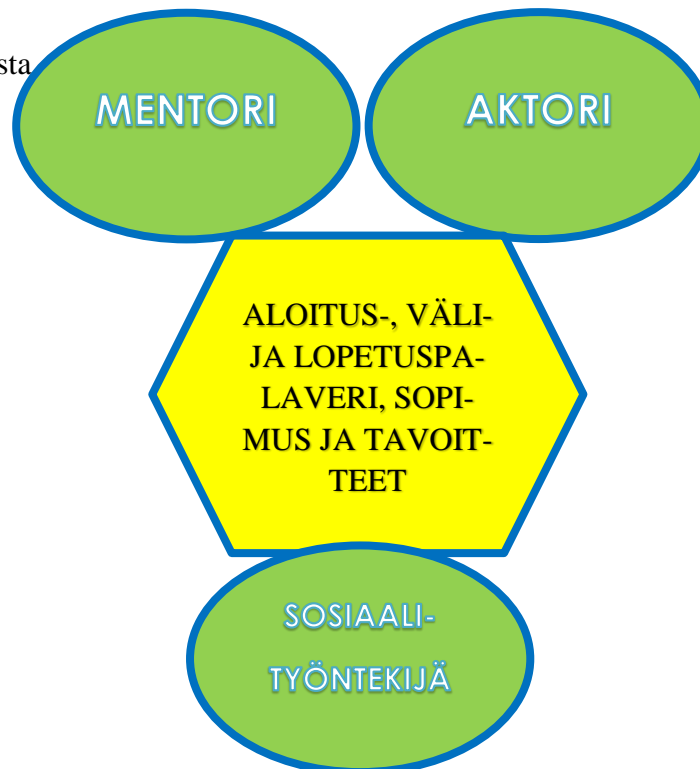 sta
MENTORI
AKTORI
ALOITUS-, VÄLI-
JA LOPETUSPA-
LAVERI, SOPI-
MUS JA TAVOIT-
TEET
SOSIAALI-
TYÖNTEKIJÄ